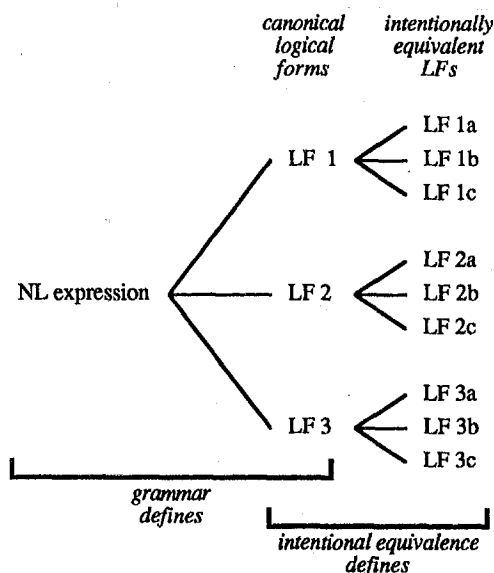 canonical
logical
forms
intentionally
equivalent
LFs
LF 1a
LF 1
LF 1b
LF 1c
LF 2a
NL expression
LF 2
LF 2b
LF 2c
LF 3a
LF 3
LF 3b
LF 3c
grammar
defines
intentional equivalence
defines